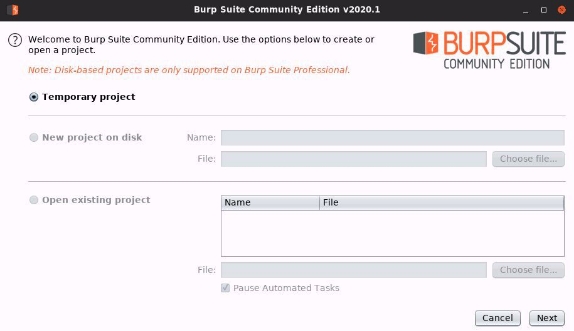 Burp Suite Community Edition v2020.1
? Welcome to Burp Suite Community Edition. Use the options below to create or
open a project.
BURPSUITE
COMMUNITY EDITION
Note: Disk-based projects are only supported on Burp Suite Professional.
Temporary project
New project on disk Name:
File: Choose file...
Open existing project
Name File
File: Choose file...
Pause Automated Tasks
Cancel Next